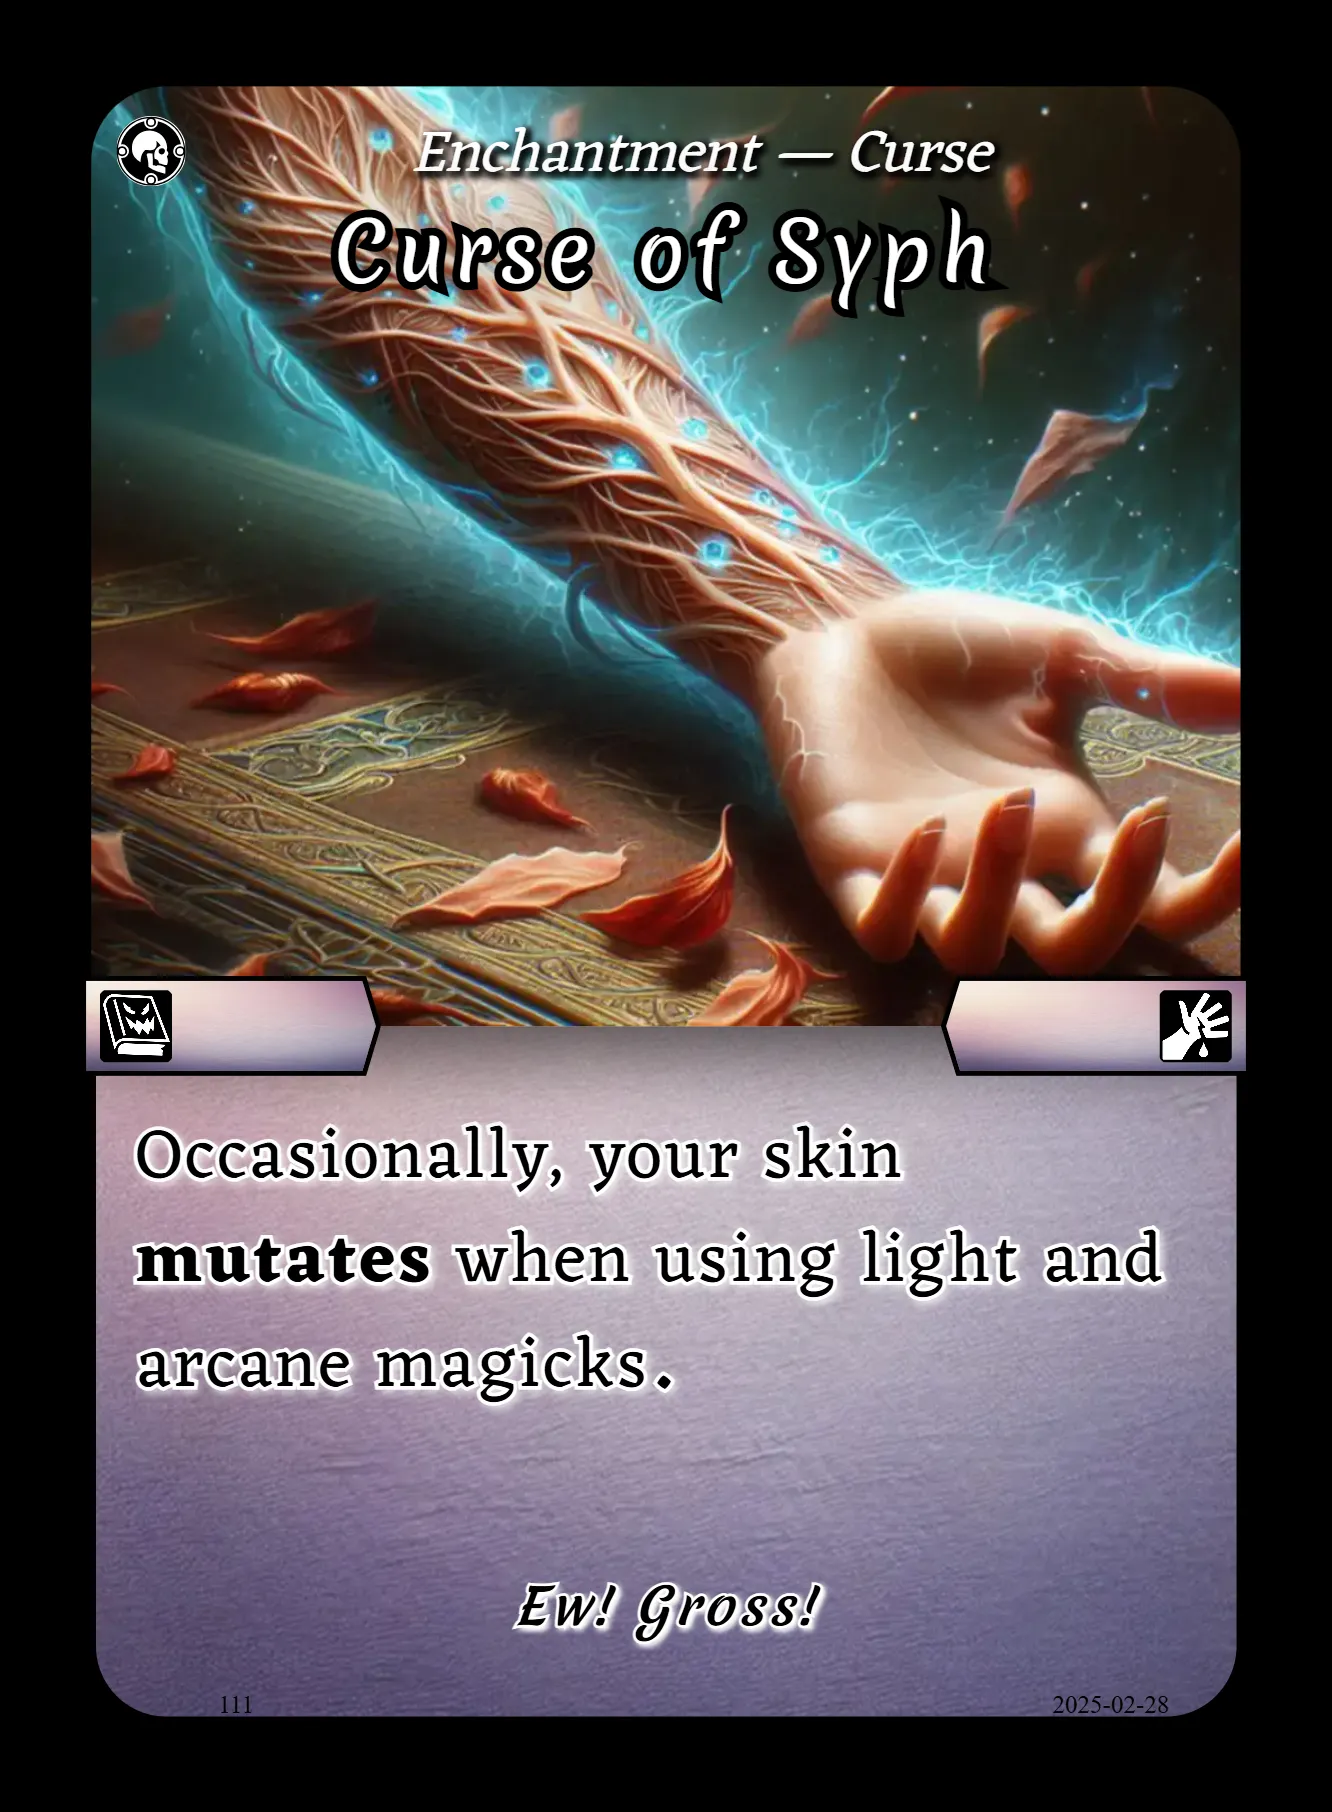 Enchantment — Curse
Curse of Syph
Occasionally, your skin
mutates when using light and
arcane magicks.
Ew! Gross!
111
2025-02-28